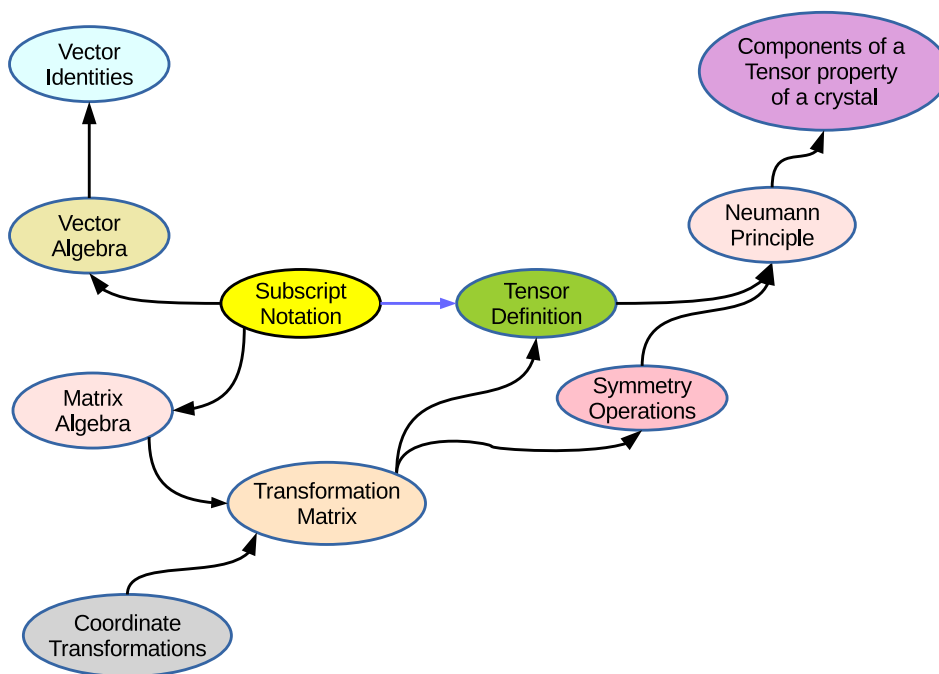 Vector
Identities
Components of a
Tensor property
of a crystal
Vector
Algebra
Neumann
Principle
Subscript
Notation
Tensor
Definition
Matrix
Algebra
Symmetry
Operations
Transformation
Matrix
Coordinate
Transformations